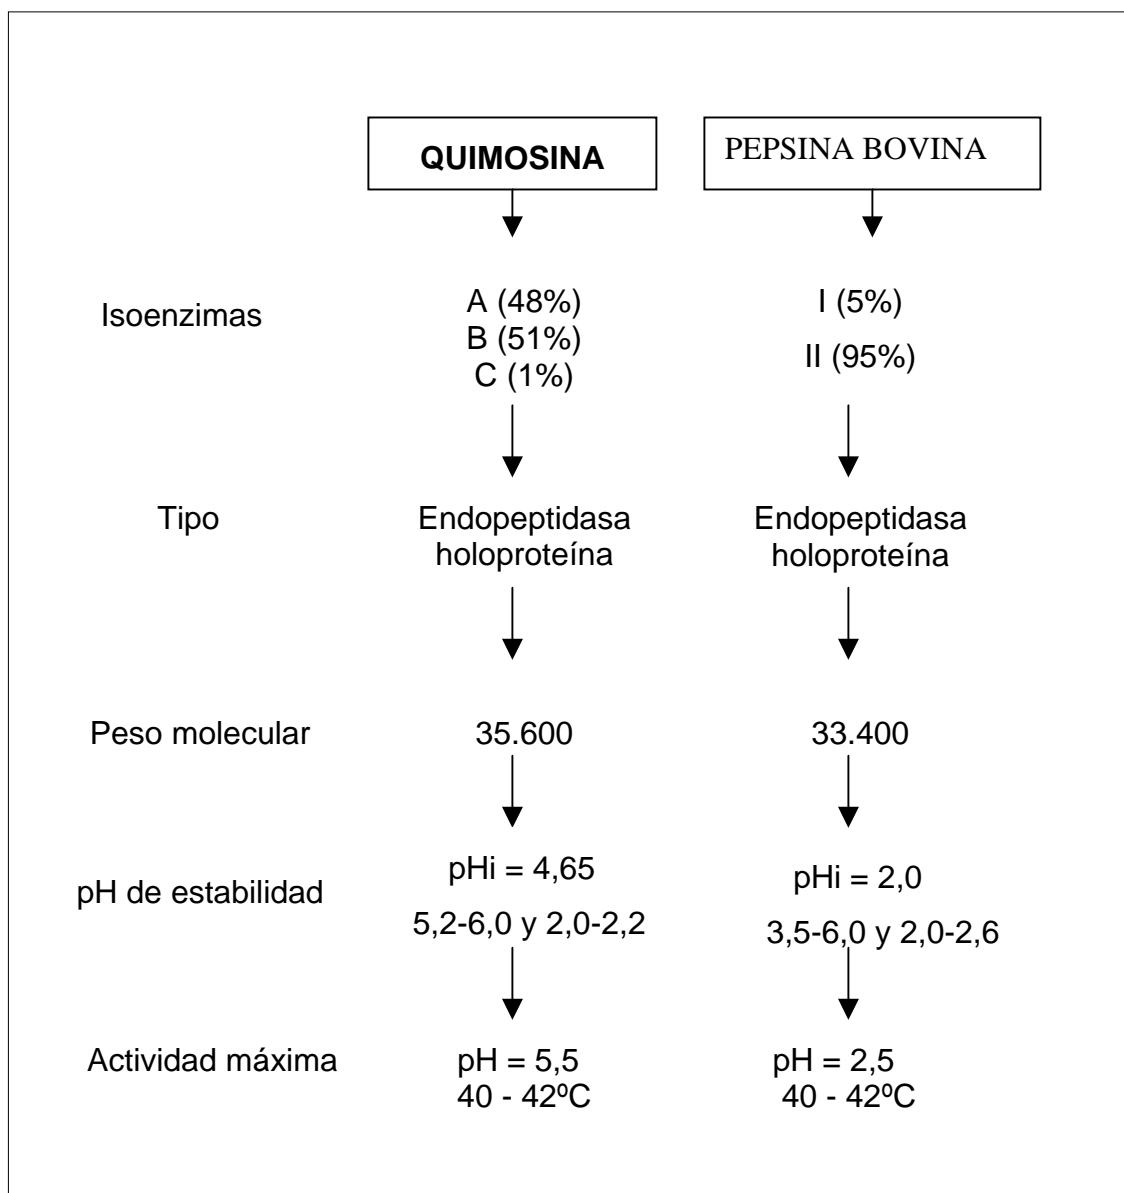 QUIMOSINA
PEPSINA BOVINA
Isoenzimas
A (48%)
B (51%)
C (1%)
I (5%)
II (95%)
Tipo
Endopeptidasa
holoproteína
Endopeptidasa
holoproteína
Peso molecular
35.600
33.400
pH de estabilidad
pHi = 4,65
5,2-6,0 y 2,0-2,2
pHi = 2,0
3,5-6,0 y 2,0-2,6
Actividad máxima
pH = 5,5
40 - 42ºC
pH = 2,5
40 - 42ºC